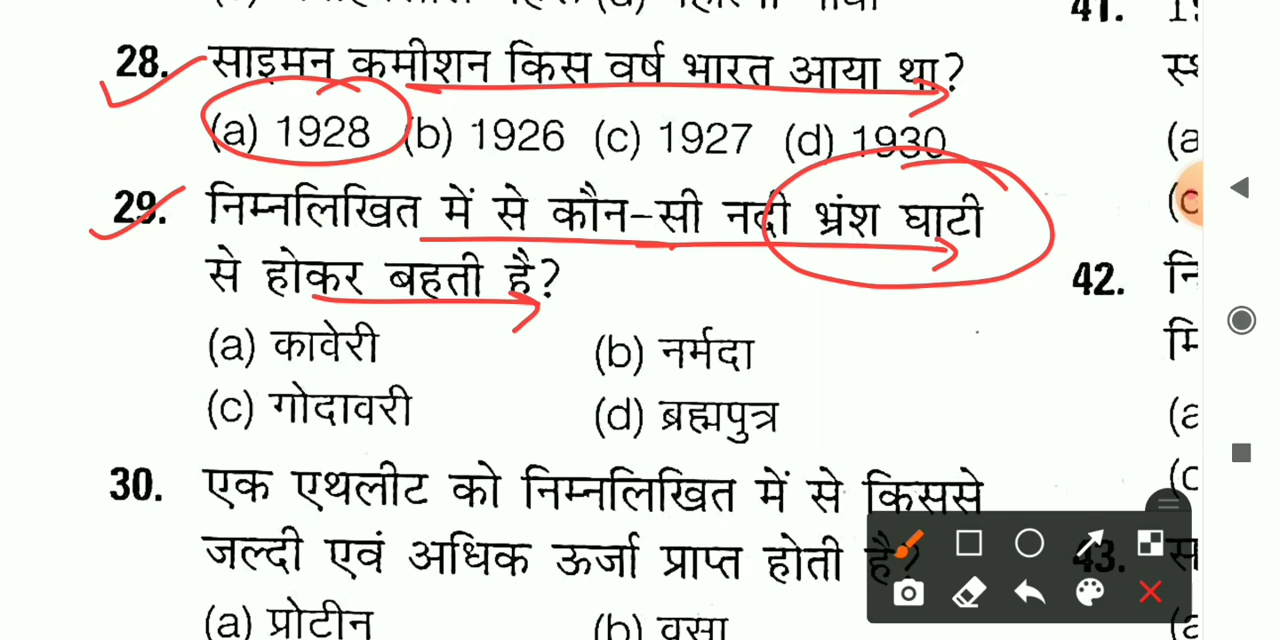 28. साइमन कमीशन किस वर्ष भारत आया था?
(a) 1928 (b) 1926 (c) 1927 (d) 1930
29. निम्नलिखित में से कौन-सी नदी भ्रंश घाटी
से होकर बहती है?
(a) कावेरी (b) नर्मदा
(c) गोदावरी (d) ब्रह्मपुत्र
30. एक एथलीट को निम्नलिखित में से किससे
जल्दी एवं अधिक ऊर्जा प्राप्त होती है?
(a) प्रोटीन (b) वसा
41.
42.
43.